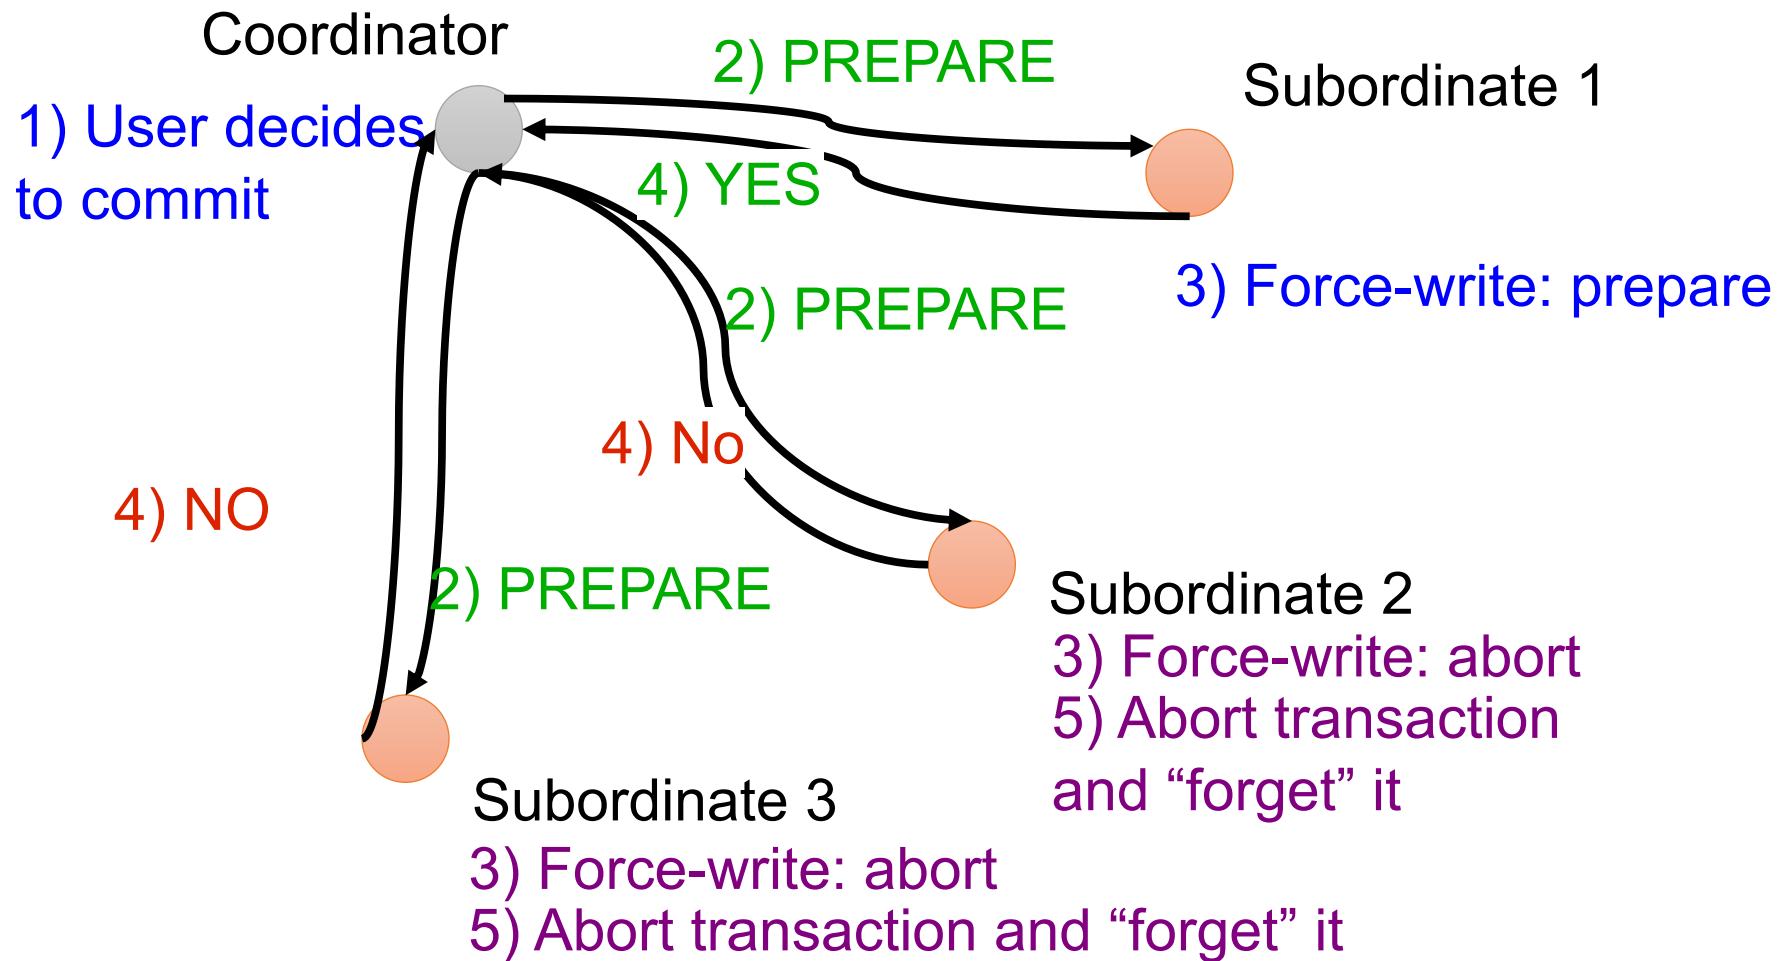 Coordinator
2) PREPARE
Subordinate 1
1) User decides
to commit
4) YES
3) Force-write: prepare
2) PREPARE
4) No
4) NO
2) PREPARE
Subordinate 2
3) Force-write: abort
5) Abort transaction
and “forget” it
Subordinate 3
3) Force-write: abort
5) Abort transaction and “forget” it